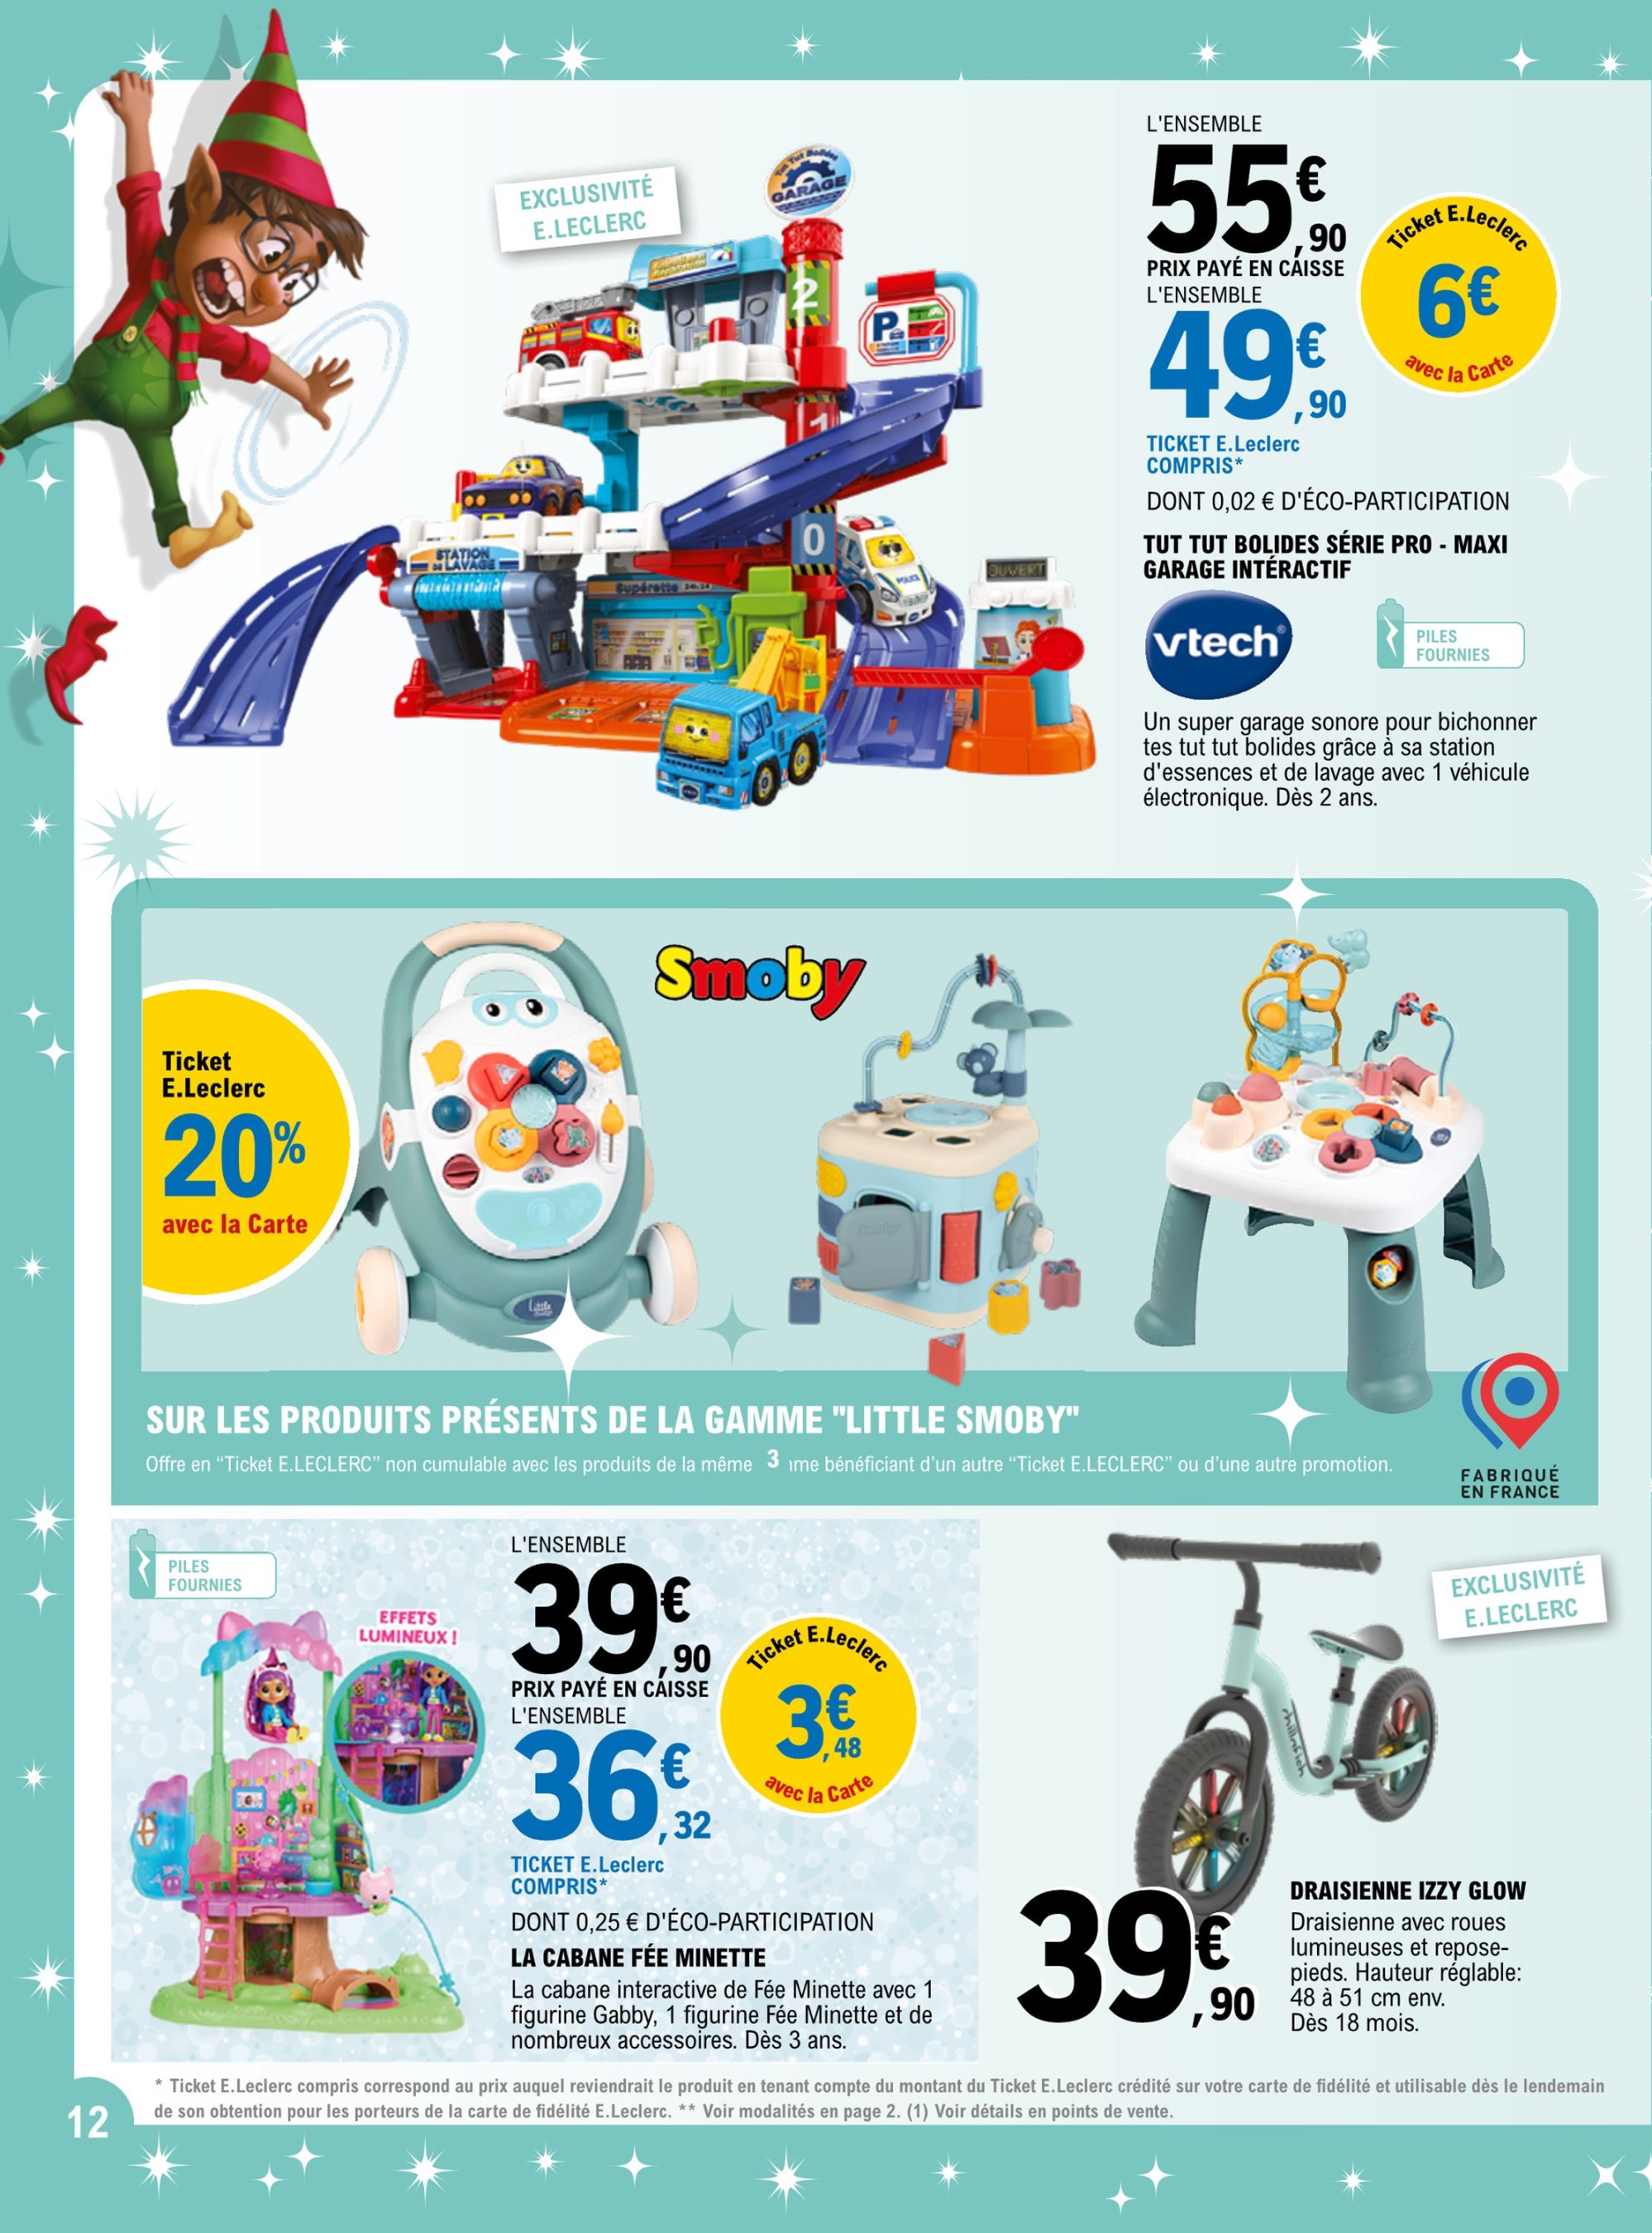 EXCLUSIVITÉ
E.LECLERC
Tut Tut Bolides
GARAGE
2
P
1
0
STATION
DE LAVAGE
Supérette 24/24
POLICE
OUVERT
vtech
L'ENSEMBLE
55€,90
PRIX PAYÉ EN CAISSE
L'ENSEMBLE
49€,90
TICKET E.Leclerc
COMPRIS*
Ticket E.Leclerc
6€
avec la Carte
DONT 0,02 € D'ÉCO-PARTICIPATION
TUT TUT BOLIDES SÉRIE PRO - MAXI
GARAGE INTÉRACTIF
vtech®
PILES
FOURNIES
Un super garage sonore pour bichonner
tes tut tut bolides grâce à sa station
d'essences et de lavage avec 1 véhicule
électronique. Dès 2 ans.
Smoby
Ticket
E.Leclerc
20%
avec la Carte
Little
Smoby
SUR LES PRODUITS PRÉSENTS DE LA GAMME "LITTLE SMOBY"
Offre en “Ticket E.LECLERC” non cumulable avec les produits de la même 3 ıme bénéficiant d'un autre “Ticket E.LECLERC” ou d'une autre promotion.
FABRIQUÉ
EN FRANCE
PILES
FOURNIES
EFFETS
LUMINEUX !
L'ENSEMBLE
39€,90
PRIX PAYÉ EN CAISSE
L'ENSEMBLE
36€,32
TICKET E.Leclerc
COMPRIS*
Ticket E.Leclerc
3€,48
avec la Carte
DONT 0,25 € D'ÉCO-PARTICIPATION
LA CABANE FÉE MINETTE
La cabane interactive de Fée Minette avec 1
figurine Gabby, 1 figurine Fée Minette et de
nombreux accessoires. Dès 3 ans.
EXCLUSIVITÉ
E.LECLERC
chillafish
39€,90
DRAISIENNE IZZY GLOW
Draisienne avec roues
lumineuses et repose-
pieds. Hauteur réglable:
48 à 51 cm env.
Dès 18 mois.
* Ticket E.Leclerc compris correspond au prix auquel reviendrait le produit en tenant compte du montant du Ticket E.Leclerc crédité sur votre carte de fidélité et utilisable dès le lendemain
de son obtention pour les porteurs de la carte de fidélité E.Leclerc. ** Voir modalités en page 2. (1) Voir détails en points de vente.
12